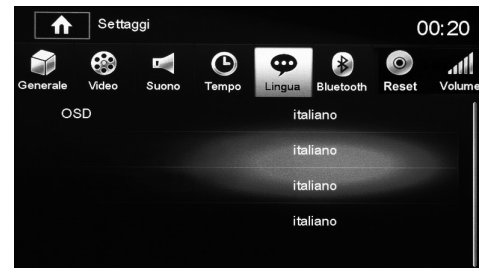 Settaggi 00:20
Generale Video Suono Tempo Lingua Bluetooth Reset Volume
OSD italiano
italiano
italiano
italiano